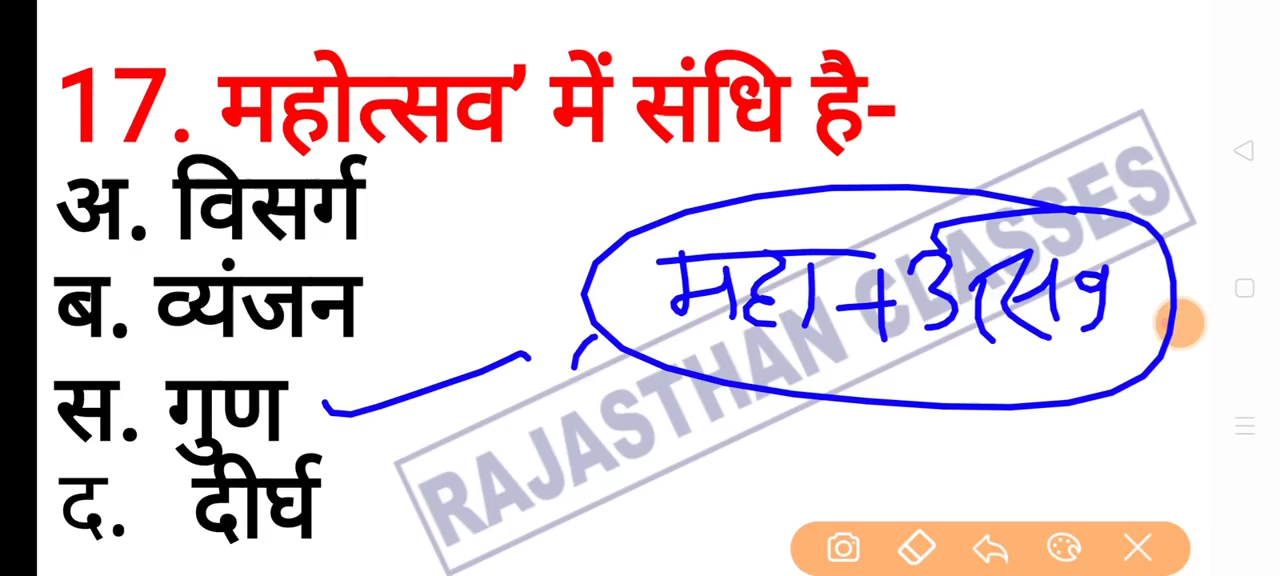 17. महोत्सव' में संधि है-
अ. विसर्ग
ब. व्यंजन
स. गुण
द. दीर्घ
महा + उत्सव
RAJASTHAN CLASSES